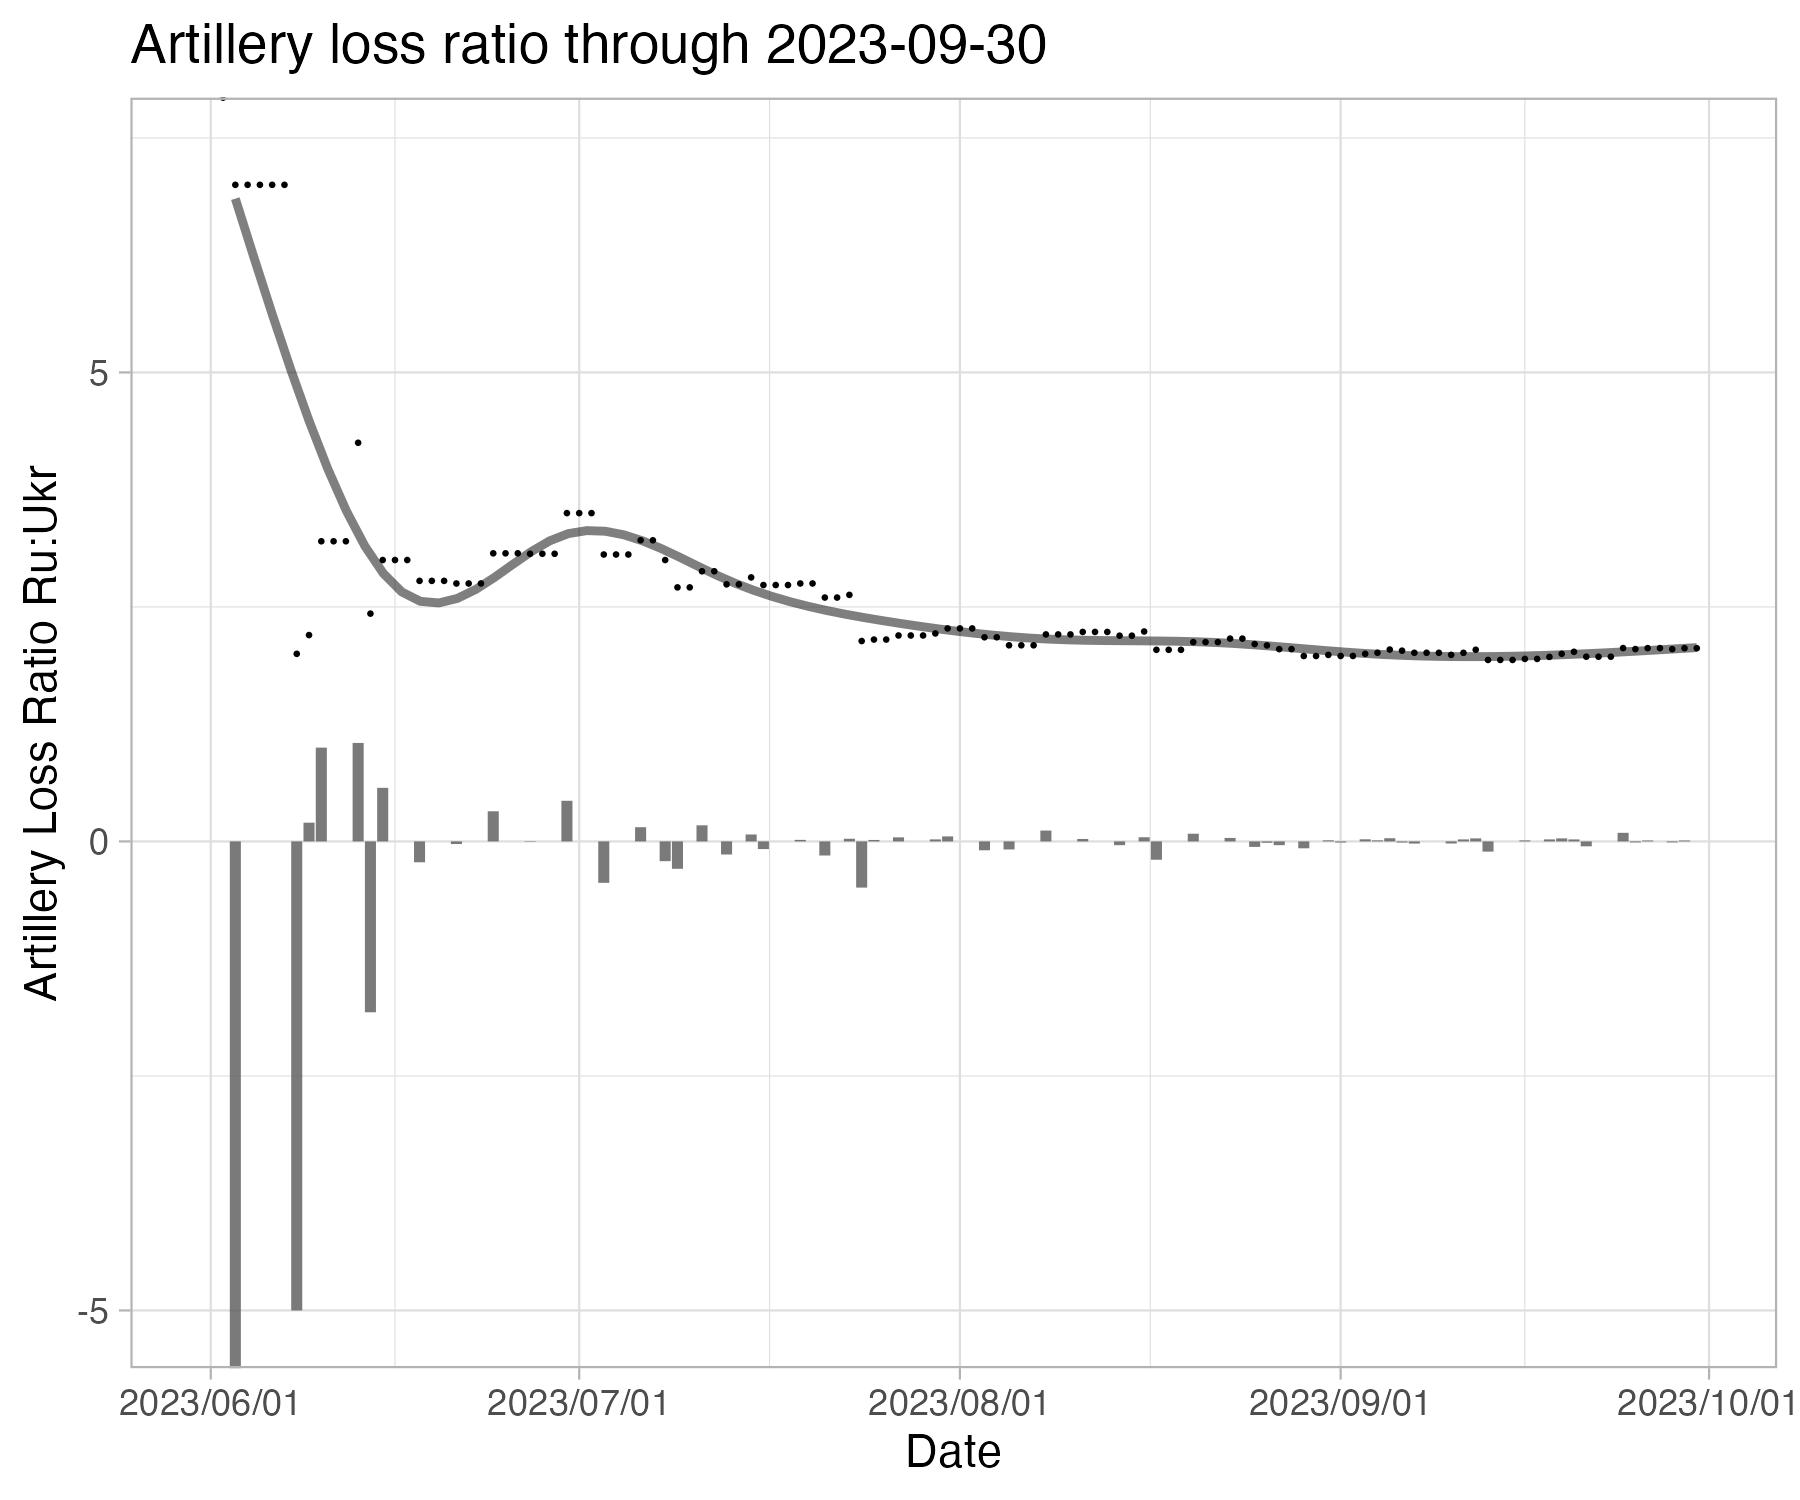 Artillery loss ratio through 2023-09-30
Artillery Loss Ratio Ru:Ukr
5
0
-5
2023/06/01 2023/07/01 2023/08/01 2023/09/01 2023/10/01
Date